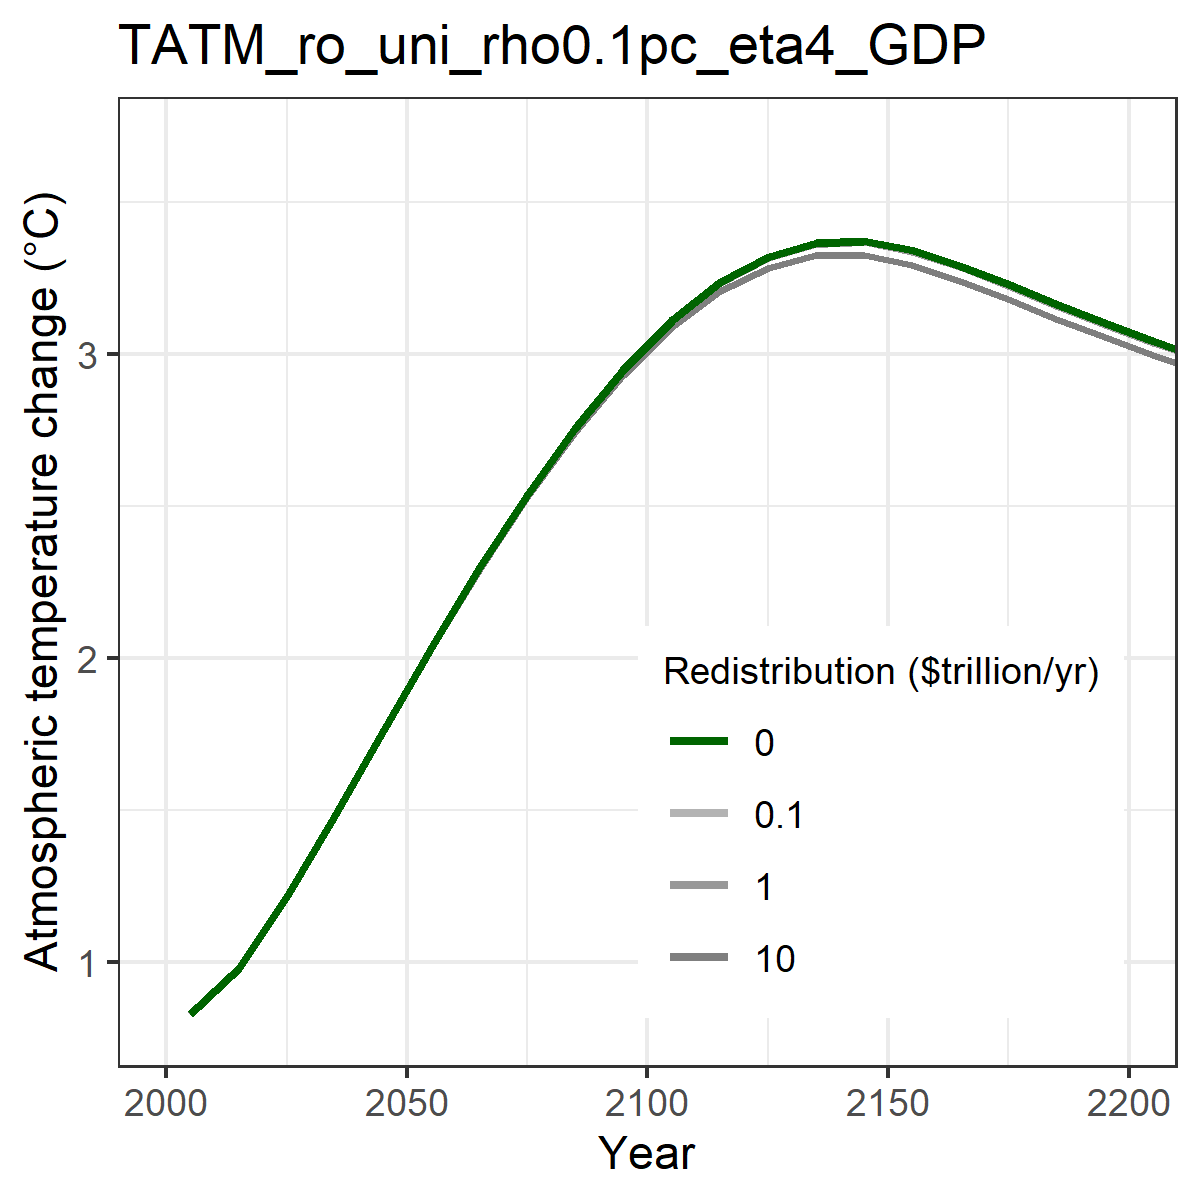 TATM_ro_uni_rho0.1pc_eta4_GDP
Atmospheric temperature change (°C)
3
2
1
Redistribution ($trillion/yr)
0
0.1
1
10
2000 2050 2100 2150 2200
Year